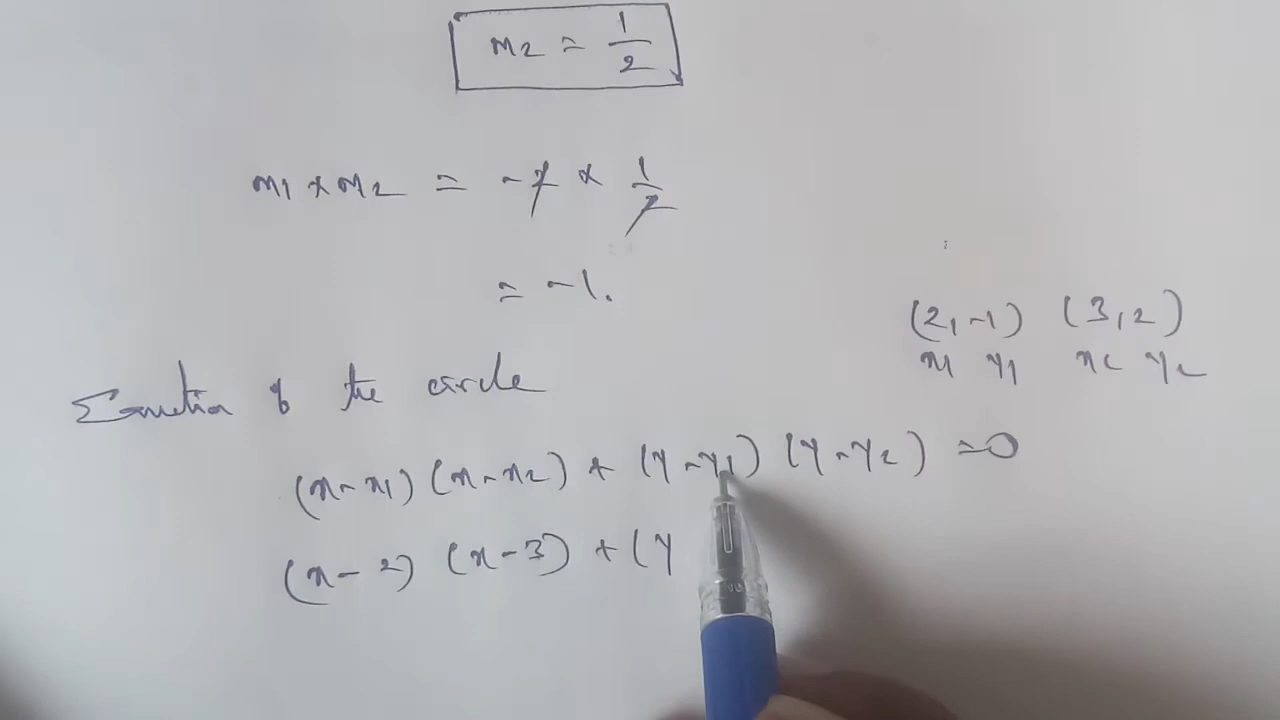 m2 = 1/2
m1 × m2 = -2 × 1/2
= -1.
(2, -1) (3, 2)
x1 y1 x2 y2
Equation of the circle
(x - x1) (x - x2) + (y - y1) (y - y2) = 0
(x - 2) (x - 3) + (y